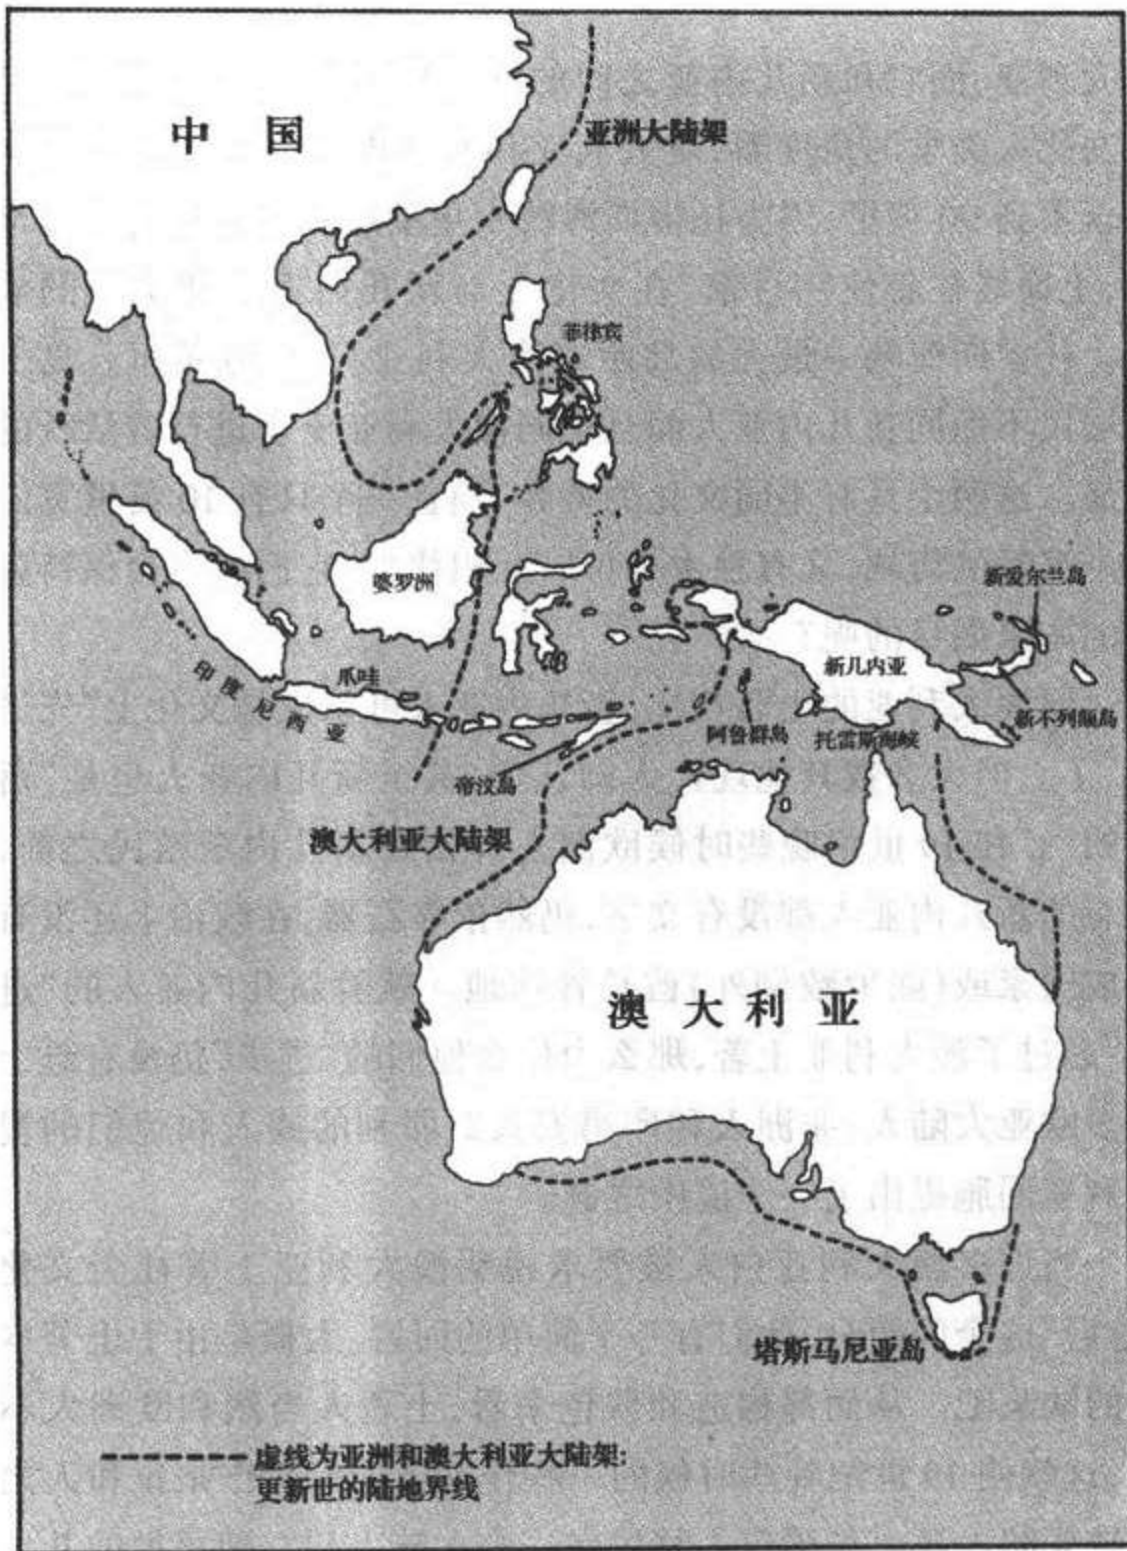 中 国
亚洲大陆架
菲律宾
婆罗洲
新爱尔兰岛
爪哇
新几内亚
印度尼西亚
阿鲁群岛
托雷斯海峡
新不列颠岛
帝汶岛
澳大利亚大陆架
澳 大 利 亚
塔斯马尼亚岛
虚线为亚洲和澳大利亚大陆架:
更新世的陆地界线